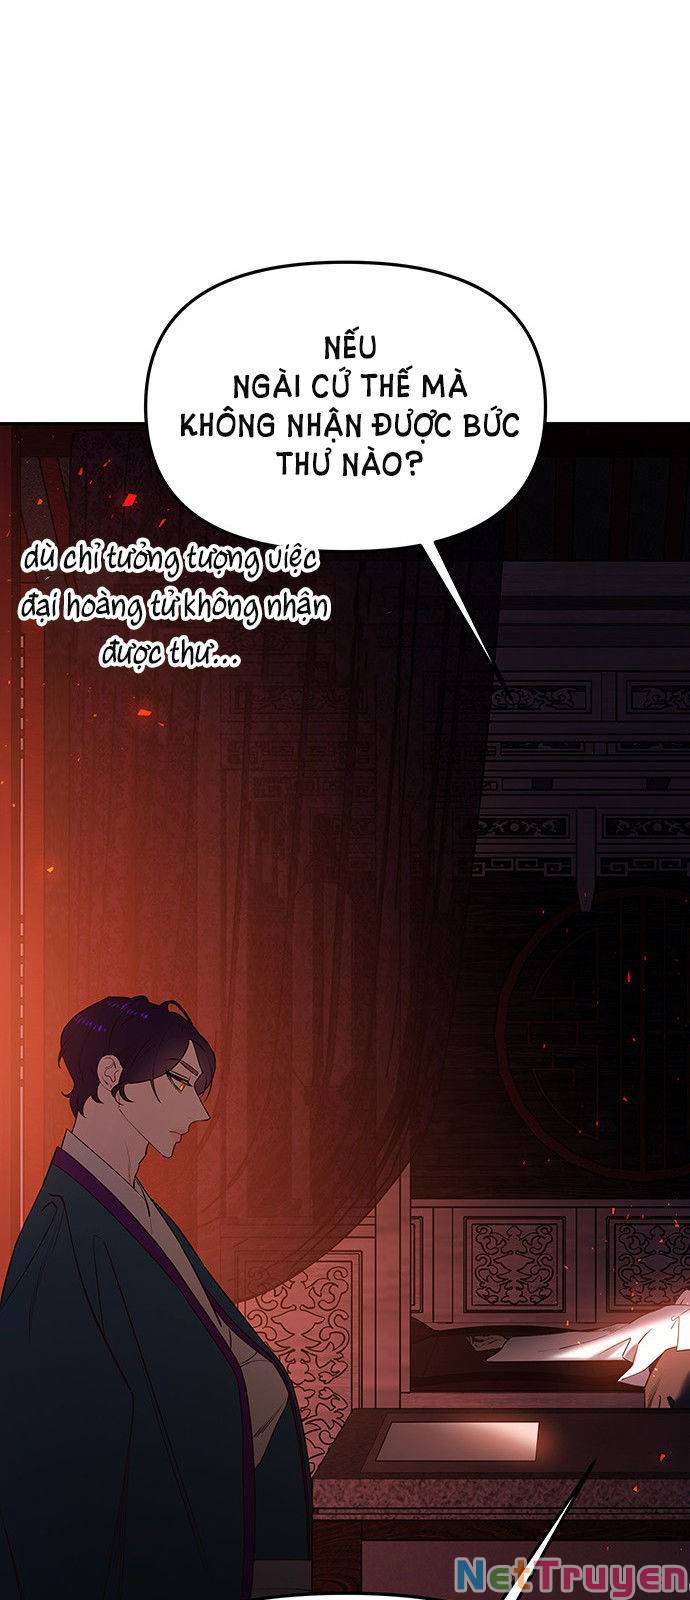 NẾU
NGÀI CỨ THẾ MÀ
KHÔNG NHẬN ĐƯỢC BỨC
THƯ NÀO?
dù chỉ tưởng tượng việc
đại hoàng tử không nhận
được thư...
NetTruyen